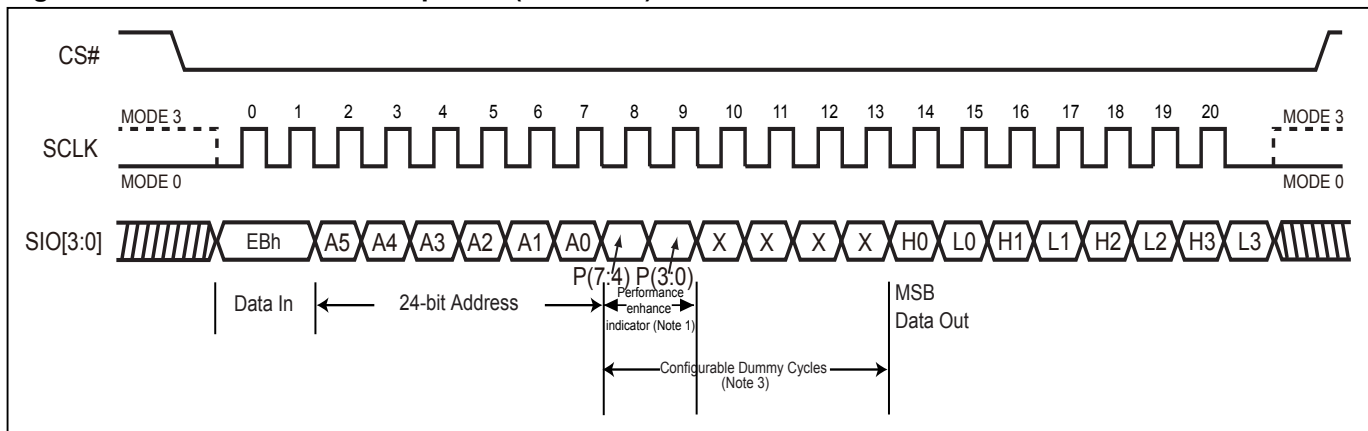 CS#
MODE 3 0 1 2 3 4 5 6 7 8 9 10 11 12 13 14 15 16 17 18 19 20 MODE 3
SCLK
MODE 0 MODE 0
SIO[3:0] EBh A5 A4 A3 A2 A1 A0 X X X X H0 L0 H1 L1 H2 L2 H3 L3
P(7:4) P(3:0)
Data In 24-bit Address
Performance
enhance
indicator (Note 1)
MSB
Data Out
Configurable Dummy Cycles
(Note 3)